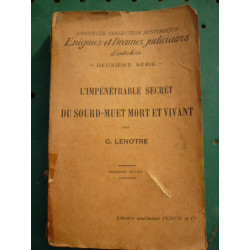 NOUVELLE COLLECTION HISTORIQUE
Enigmes et Drames judiciaires
d'autrefois
— DEUXIÈME SÉRIE —
L'IMPÉNÉTRABLE SECRET
DU SOURD-MUET MORT ET VIVANT
PAR
G. LENOTRE
Librairie académique PERRIN et Cie